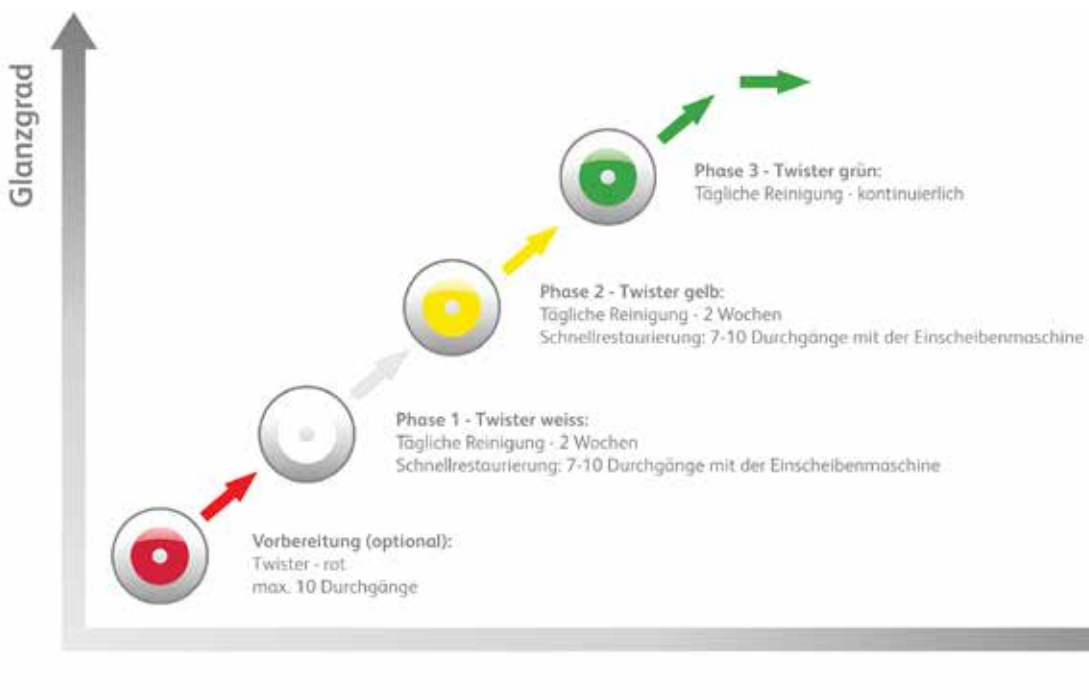 Glanzgrad
Phase 3 - Twister grün:
Tägliche Reinigung - kontinuierlich
Phase 2 - Twister gelb:
Tägliche Reinigung - 2 Wochen
Schnellrestaurierung: 7-10 Durchgänge mit der Einscheibenmaschine
Phase 1 - Twister weiss:
Tägliche Reinigung - 2 Wochen
Schnellrestaurierung: 7-10 Durchgänge mit der Einscheibenmaschine
Vorbereitung (optional):
Twister - rot
max. 10 Durchgänge